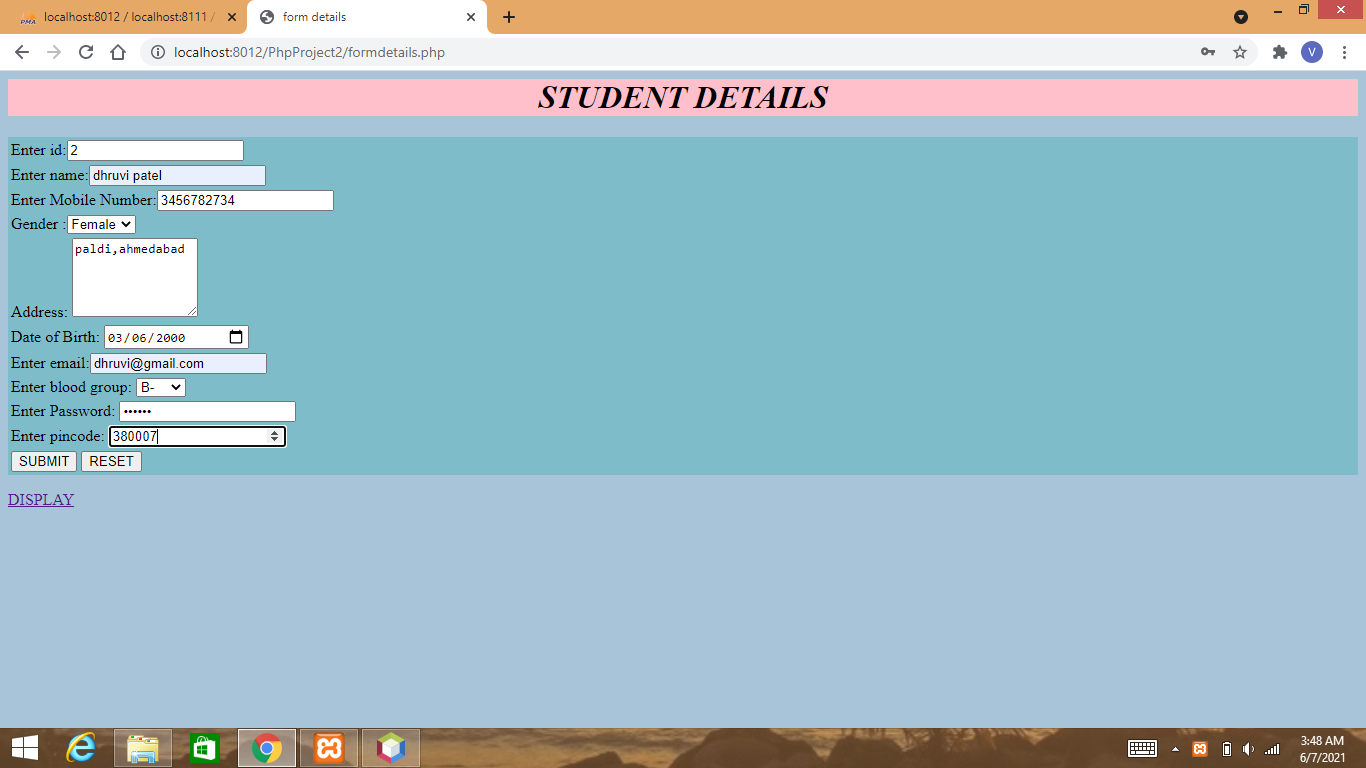 PMA localhost:8012 / localhost:8111 /
form details
localhost:8012/PhpProject2/formdetails.php
V
STUDENT DETAILS
Enter id: 2
Enter name: dhruvi patel
Enter Mobile Number: 3456782734
Gender : Female
paldi,ahmedabad
Address:
Date of Birth: 03/06/2000
Enter email: dhruvi@gmail.com
Enter blood group: B-
Enter Password: ••••••
Enter pincode: 380007
SUBMIT RESET
DISPLAY
3:48 AM
6/7/2021